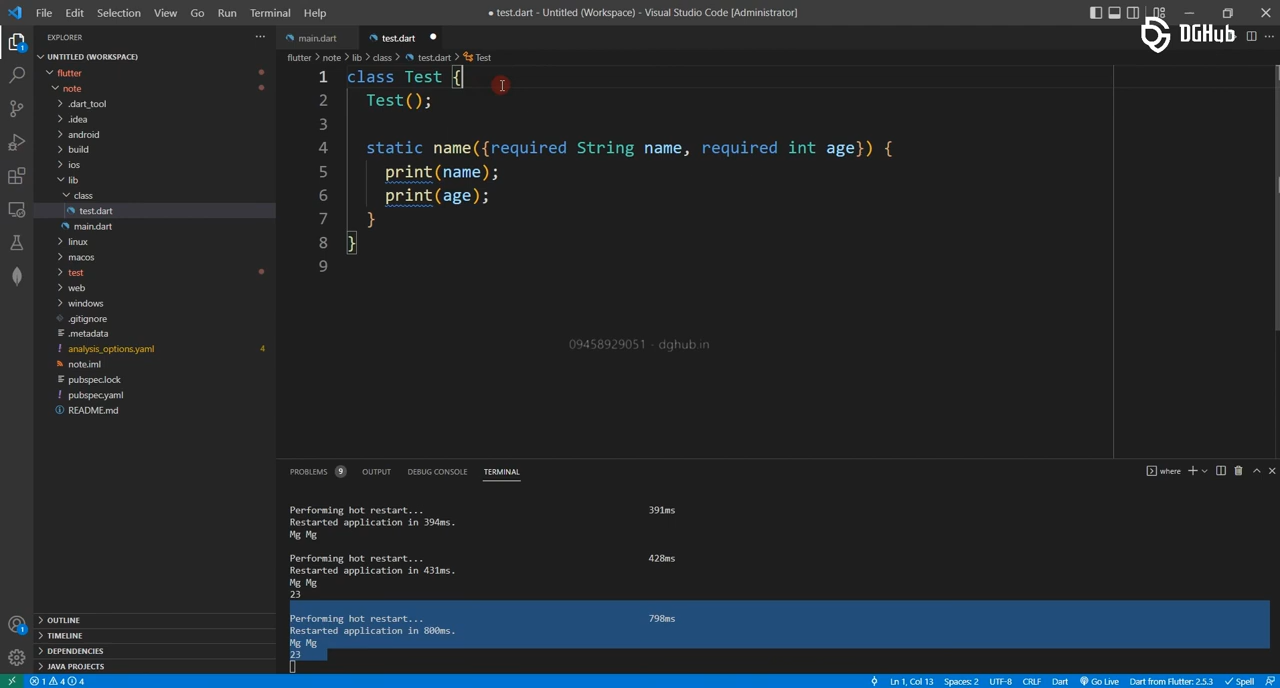 File Edit Selection View Go Run Terminal Help
● test.dart - Untitled (Workspace) - Visual Studio Code [Administrator]
DGHub
EXPLORER
UNTITLED (WORKSPACE)
flutter
note
.dart_tool
.idea
android
build
ios
lib
class
test.dart
main.dart
linux
macos
test
web
windows
.gitignore
.metadata
! analysis_options.yaml 4
note.iml
pubspec.lock
! pubspec.yaml
README.md
OUTLINE
TIMELINE
DEPENDENCIES
JAVA PROJECTS
main.dart test.dart
flutter > note > lib > class > test.dart > Test
1 class Test {
2 Test();
3
4 static name({required String name, required int age}) {
5 print(name);
6 print(age);
7 }
8 }
9
09458929051 - dghub.in
PROBLEMS 9 OUTPUT DEBUG CONSOLE TERMINAL
where
Performing hot restart... 391ms
Restarted application in 394ms.
Mg Mg
Performing hot restart... 428ms
Restarted application in 431ms.
Mg Mg
23
Performing hot restart... 798ms
Restarted application in 800ms.
Mg Mg
23
1 4 4
Ln 1, Col 13 Spaces: 2 UTF-8 CRLF Dart Go Live Dart from Flutter: 2.5.3 Spell